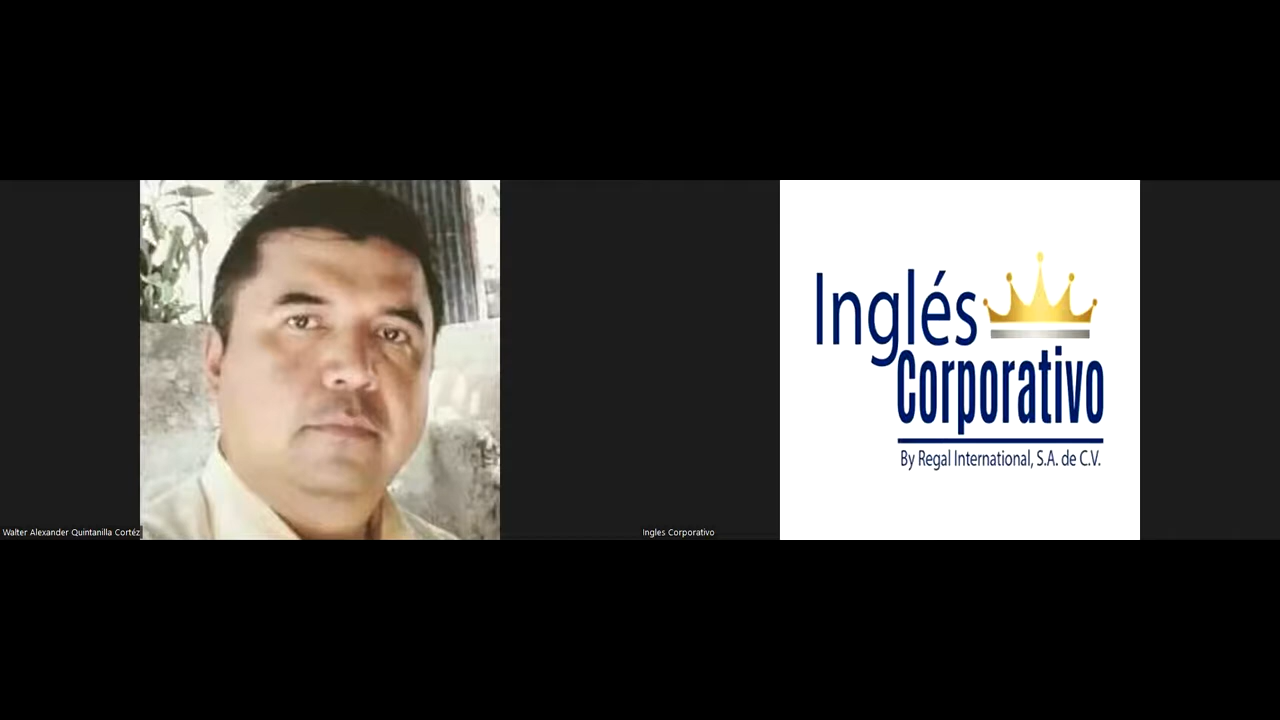 Inglés
Corporativo
By Regal International, S.A. de C.V.
Walter Alexander Quintanilla Cortéz
Ingles Corporativo